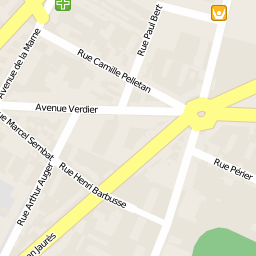 Avenue de la Marne
Rue Paul Bert
Rue Camille Pelletan
Avenue Verdier
Rue Marcel Sembat
Rue Henri Barbusse
Rue Périer
Rue Arthur Auger
an Jaurès